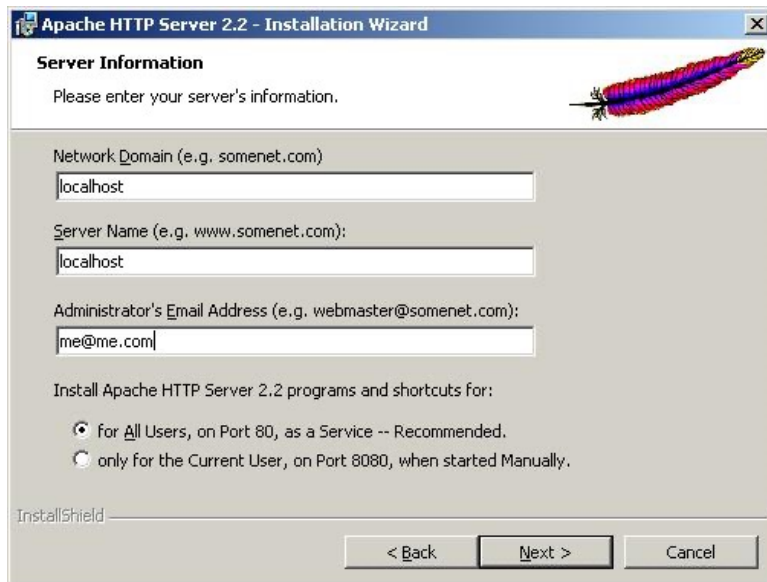 Apache HTTP Server 2.2 - Installation Wizard
Server Information
Please enter your server's information.
Network Domain (e.g. somenet.com)
localhost
Server Name (e.g. www.somenet.com):
localhost
Administrator's Email Address (e.g. webmaster@somenet.com):
me@me.com
Install Apache HTTP Server 2.2 programs and shortcuts for:
for All Users, on Port 80, as a Service -- Recommended.
only for the Current User, on Port 8080, when started Manually.
InstallShield
< Back Next > Cancel